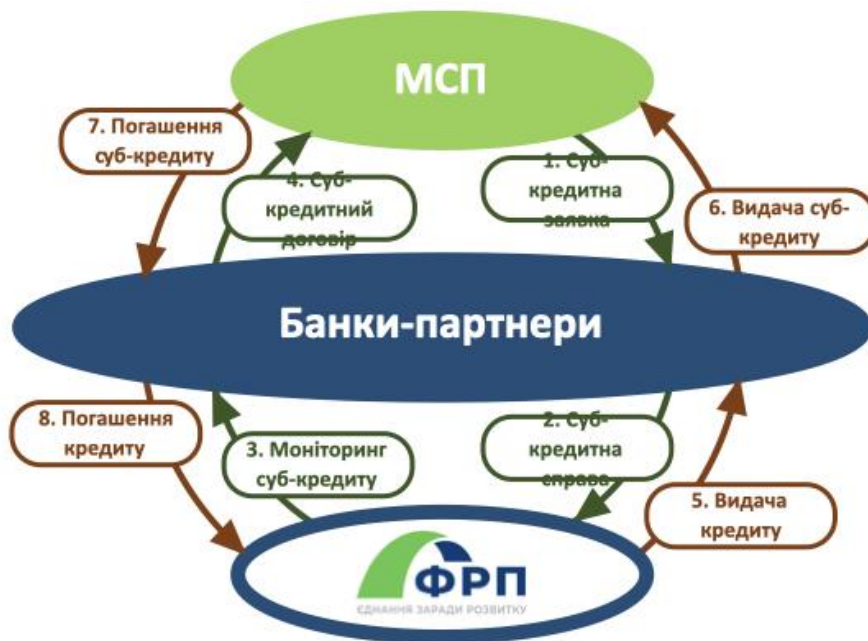 МСП
7. Погашення
суб-кредиту
4. Суб-
кредитний
договір
1. Суб-
кредитна
заявка
6. Видача суб-
кредиту
Банки-партнери
8. Погашення
кредиту
3. Моніторинг
суб-кредиту
2. Суб-
кредитна
справа
5. Видача
кредиту
ФРП
ЄДНАННЯ ЗАРАДИ РОЗВИТКУ